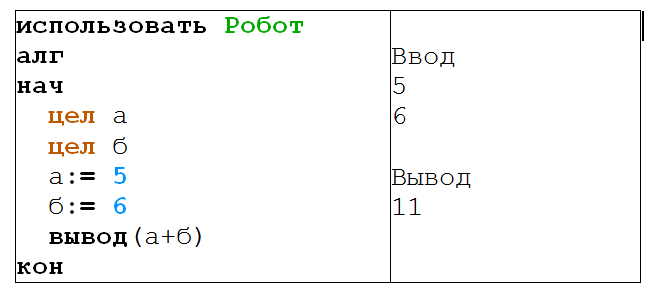 использовать Робот
алг
нач
цел а
цел б
а:= 5
б:= 6
вывод(а+б)
кон
Ввод
5
6
Вывод
11